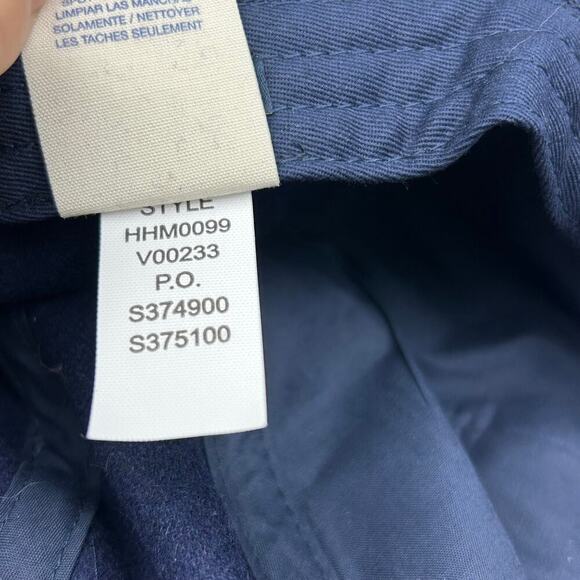 LIMPIAR LAS MANCHAS
SOLAMENTE / NETTOYER
LES TACHES SEULEMENT
STYLE
HHM0099
V00233
P.O.
S374900
S375100